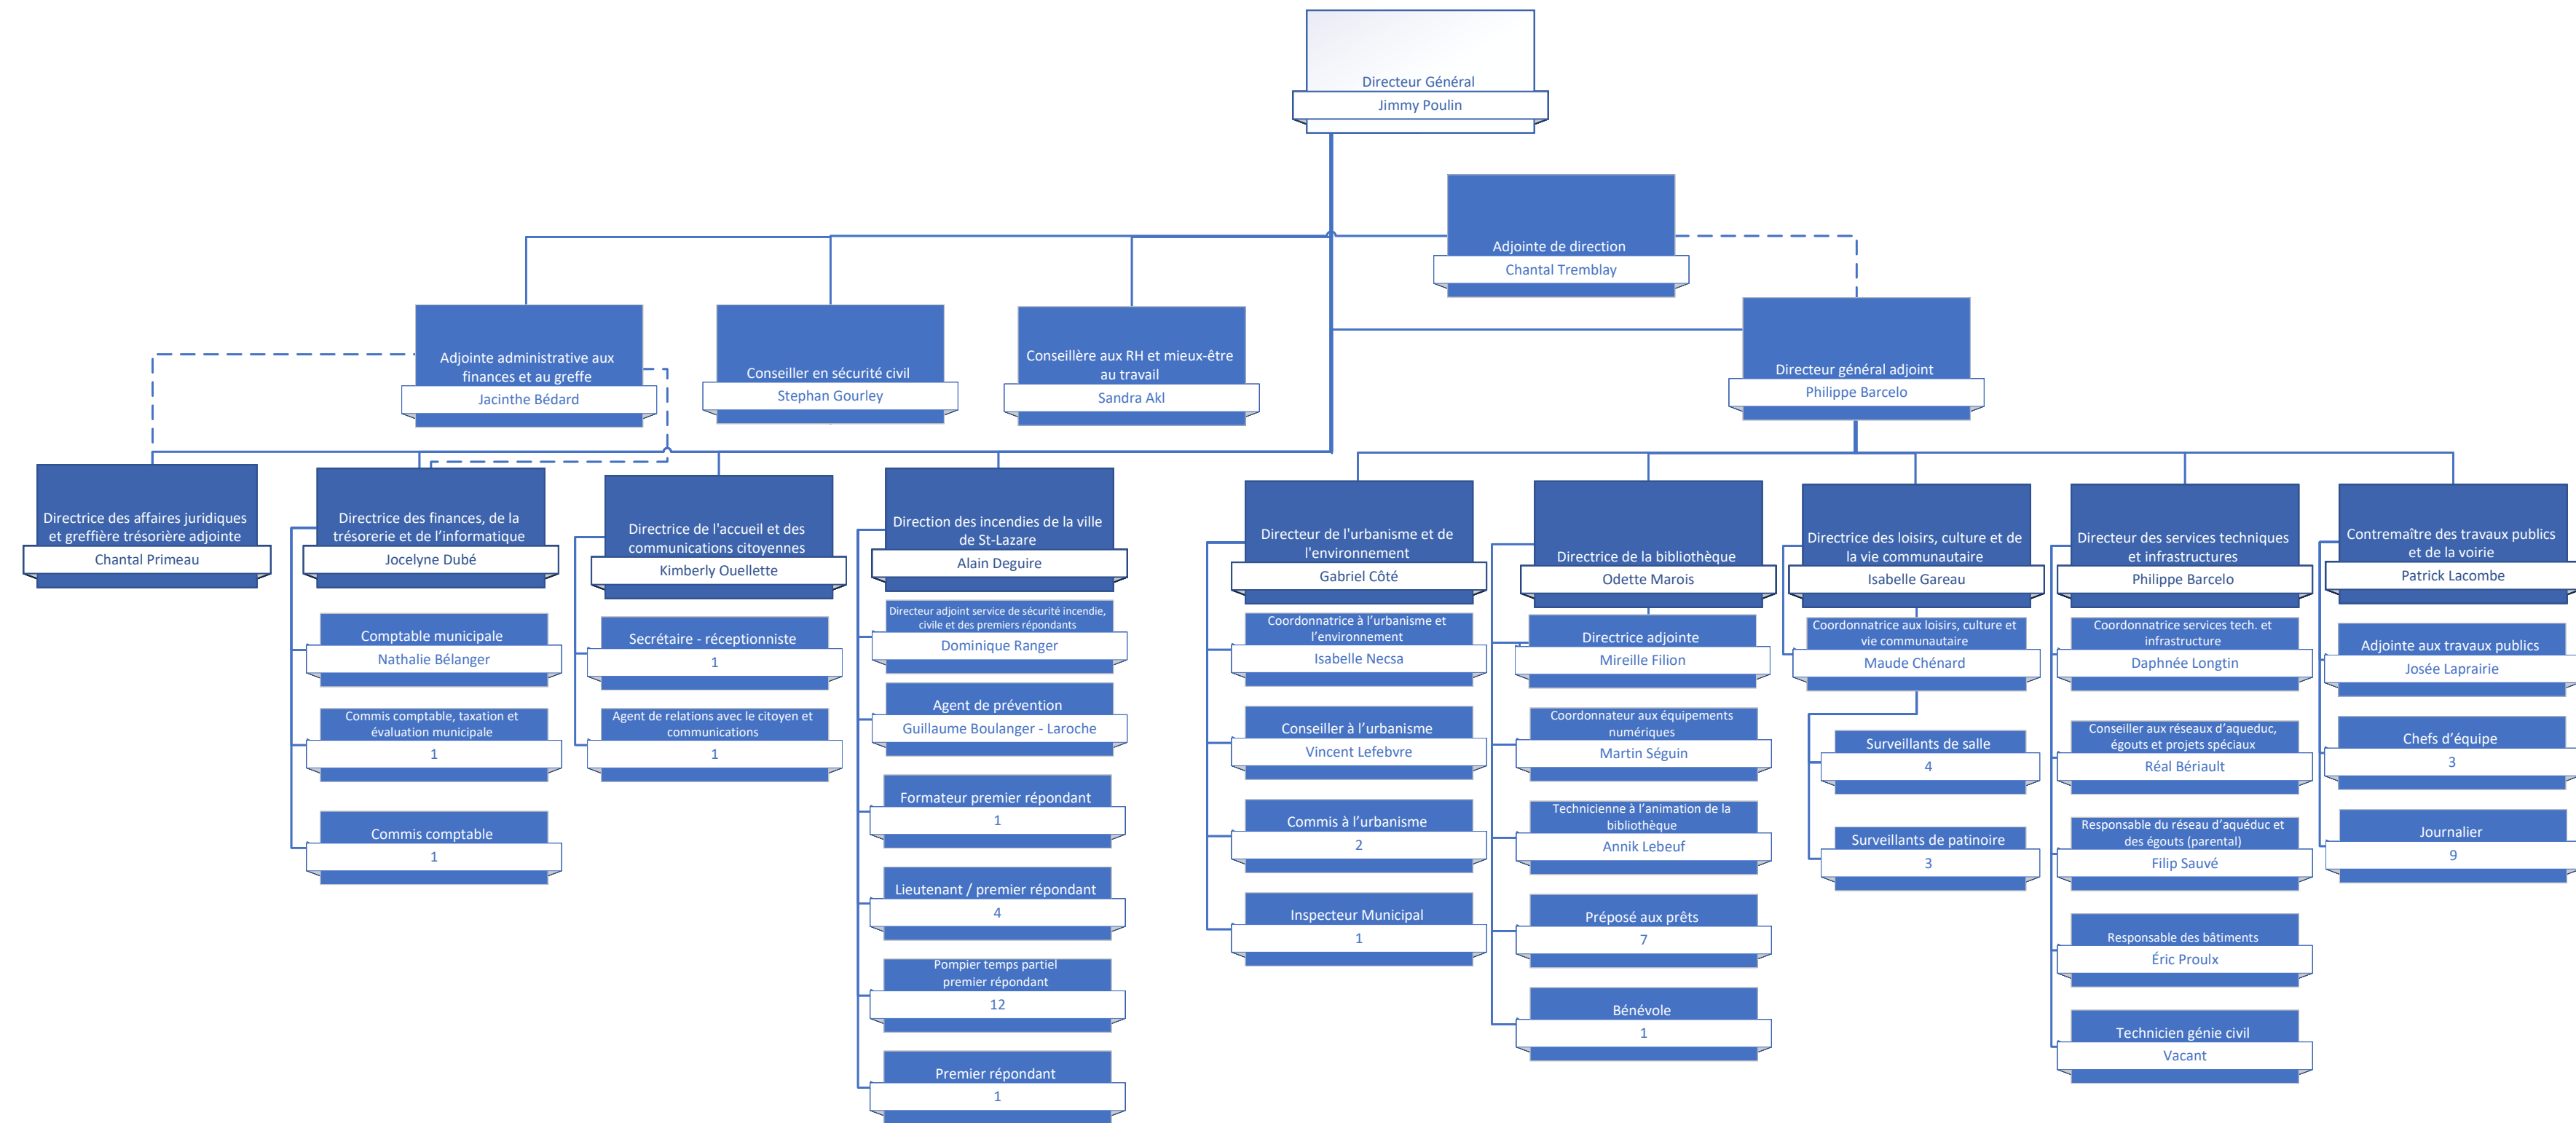 Directeur Général
Jimmy Poulin
Adjointe de direction
Chantal Tremblay
Adjointe administrative aux
finances et au greffe
Jacinthe Bédard
Conseiller en sécurité civil
Stephan Gourley
Conseillère aux RH et mieux-être
au travail
Sandra Akl
Directeur général adjoint
Philippe Barcelo
Directrice des affaires juridiques
et greffière trésorière adjointe
Chantal Primeau
Directrice des finances, de la
trésorerie et de l’informatique
Jocelyne Dubé
Comptable municipale
Nathalie Bélanger
Commis comptable, taxation et
évaluation municipale
1
Commis comptable
1
Directrice de l'accueil et des
communications citoyennes
Kimberly Ouellette
Secrétaire - réceptionniste
1
Agent de relations avec le citoyen et
communications
1
Direction des incendies de la ville
de St-Lazare
Alain Deguire
Directeur adjoint service de sécurité incendie,
civile et des premiers répondants
Dominique Ranger
Agent de prévention
Guillaume Boulanger - Laroche
Formateur premier répondant
1
Lieutenant / premier répondant
4
Pompier temps partiel
premier répondant
12
Premier répondant
1
Directeur de l'urbanisme et de
l'environnement
Gabriel Côté
Coordonnatrice à l’urbanisme et
l’environnement
Isabelle Necsa
Conseiller à l’urbanisme
Vincent Lefebvre
Commis à l’urbanisme
2
Inspecteur Municipal
1
Directrice de la bibliothèque
Odette Marois
Directrice adjointe
Mireille Filion
Coordonnateur aux équipements
numériques
Martin Séguin
Technicienne à l’animation de la
bibliothèque
Annik Lebeuf
Préposé aux prêts
7
Bénévole
1
Directrice des loisirs, culture et de
la vie communautaire
Isabelle Gareau
Coordonnatrice aux loisirs, culture et
vie communautaire
Maude Chénard
Surveillants de salle
4
Surveillants de patinoire
3
Directeur des services techniques
et infrastructures
Philippe Barcelo
Coordonnatrice services tech. et
infrastructure
Daphnée Longtin
Conseiller aux réseaux d’aqueduc,
égouts et projets spéciaux
Réal Bériault
Responsable du réseau d’aquéduc et
des égouts (parental)
Filip Sauvé
Responsable des bâtiments
Éric Proulx
Technicien génie civil
Vacant
Contremaître des travaux publics
et de la voirie
Patrick Lacombe
Adjointe aux travaux publics
Josée Laprairie
Chefs d’équipe
3
Journalier
9